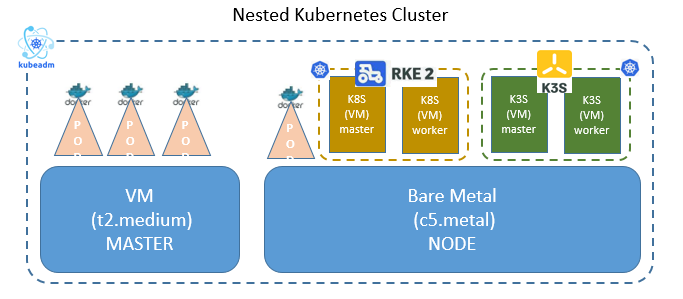 Nested Kubernetes Cluster
kubeadm
docker
docker
docker
docker
RKE 2
K3S
P
O
P
O
P
O
P
O
K8S
(VM)
master
K8S
(VM)
worker
K3S
(VM)
master
K3S
(VM)
worker
VM
(t2.medium)
MASTER
Bare Metal
(c5.metal)
NODE